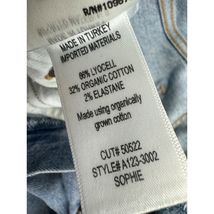 R/N#1098
MADE IN TURKEY
IMPORTED MATERIALS
66% LYOCELL
32% ORGANIC COTTON
2% ELASTANE
Made using organically
grown cotton
CUT# 50522
STYLE# A123-3002
SOPHIE